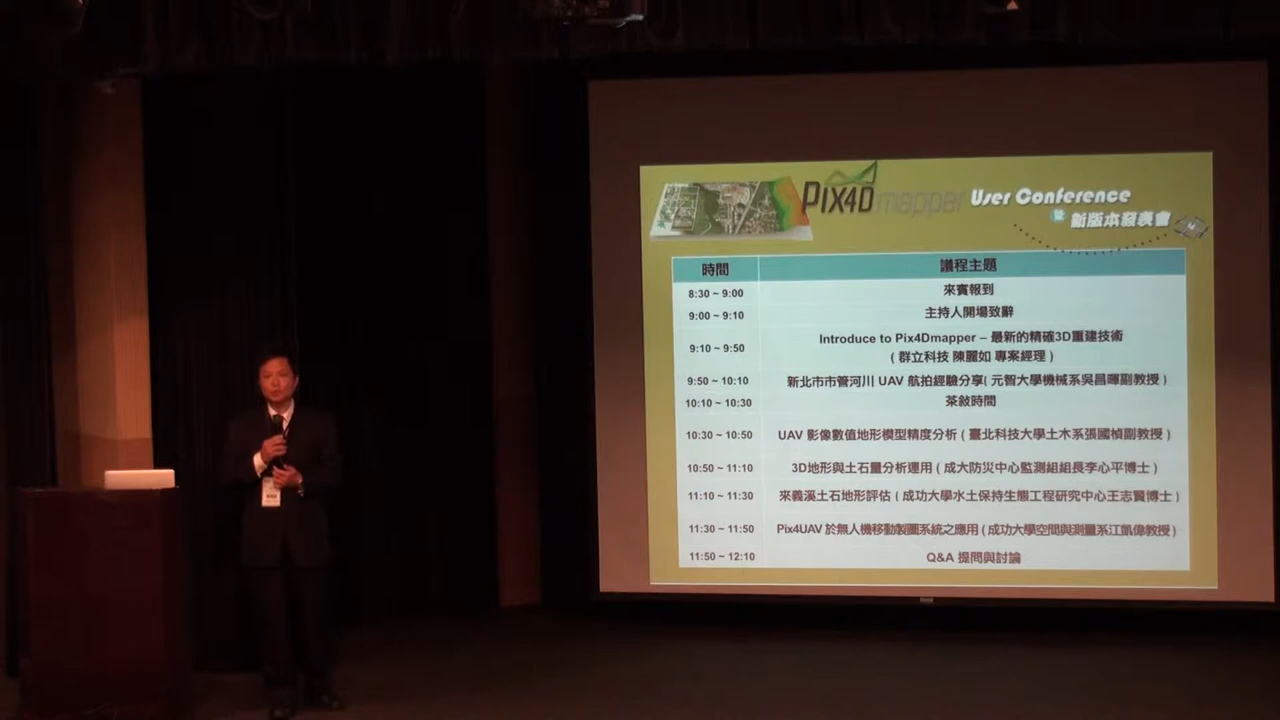 PIX4Dmapper User Conference
暨 新版本發表會
時間 議程主題
8:30 ~ 9:00 來賓報到
9:00 ~ 9:10 主持人開場致辭
9:10 ~ 9:50 Introduce to Pix4Dmapper – 最新的精確3D重建技術
( 群立科技 陳麗如 專案經理 )
9:50 ~ 10:10 新北市市管河川 UAV 航拍經驗分享( 元智大學機械系吳昌暉副教授 )
10:10 ~ 10:30 茶敘時間
10:30 ~ 10:50 UAV 影像數值地形模型精度分析 ( 臺北科技大學土木系張國楨副教授 )
10:50 ~ 11:10 3D地形與土石量分析運用 ( 成大防災中心監測組組長李心平博士 )
11:10 ~ 11:30 來義溪土石地形評估 ( 成功大學水土保持生態工程研究中心王志賢博士 )
11:30 ~ 11:50 Pix4UAV 於無人機移動製圖系統之應用 ( 成功大學空間與測量系江凱偉教授 )
11:50 ~ 12:10 Q&A 提問與討論